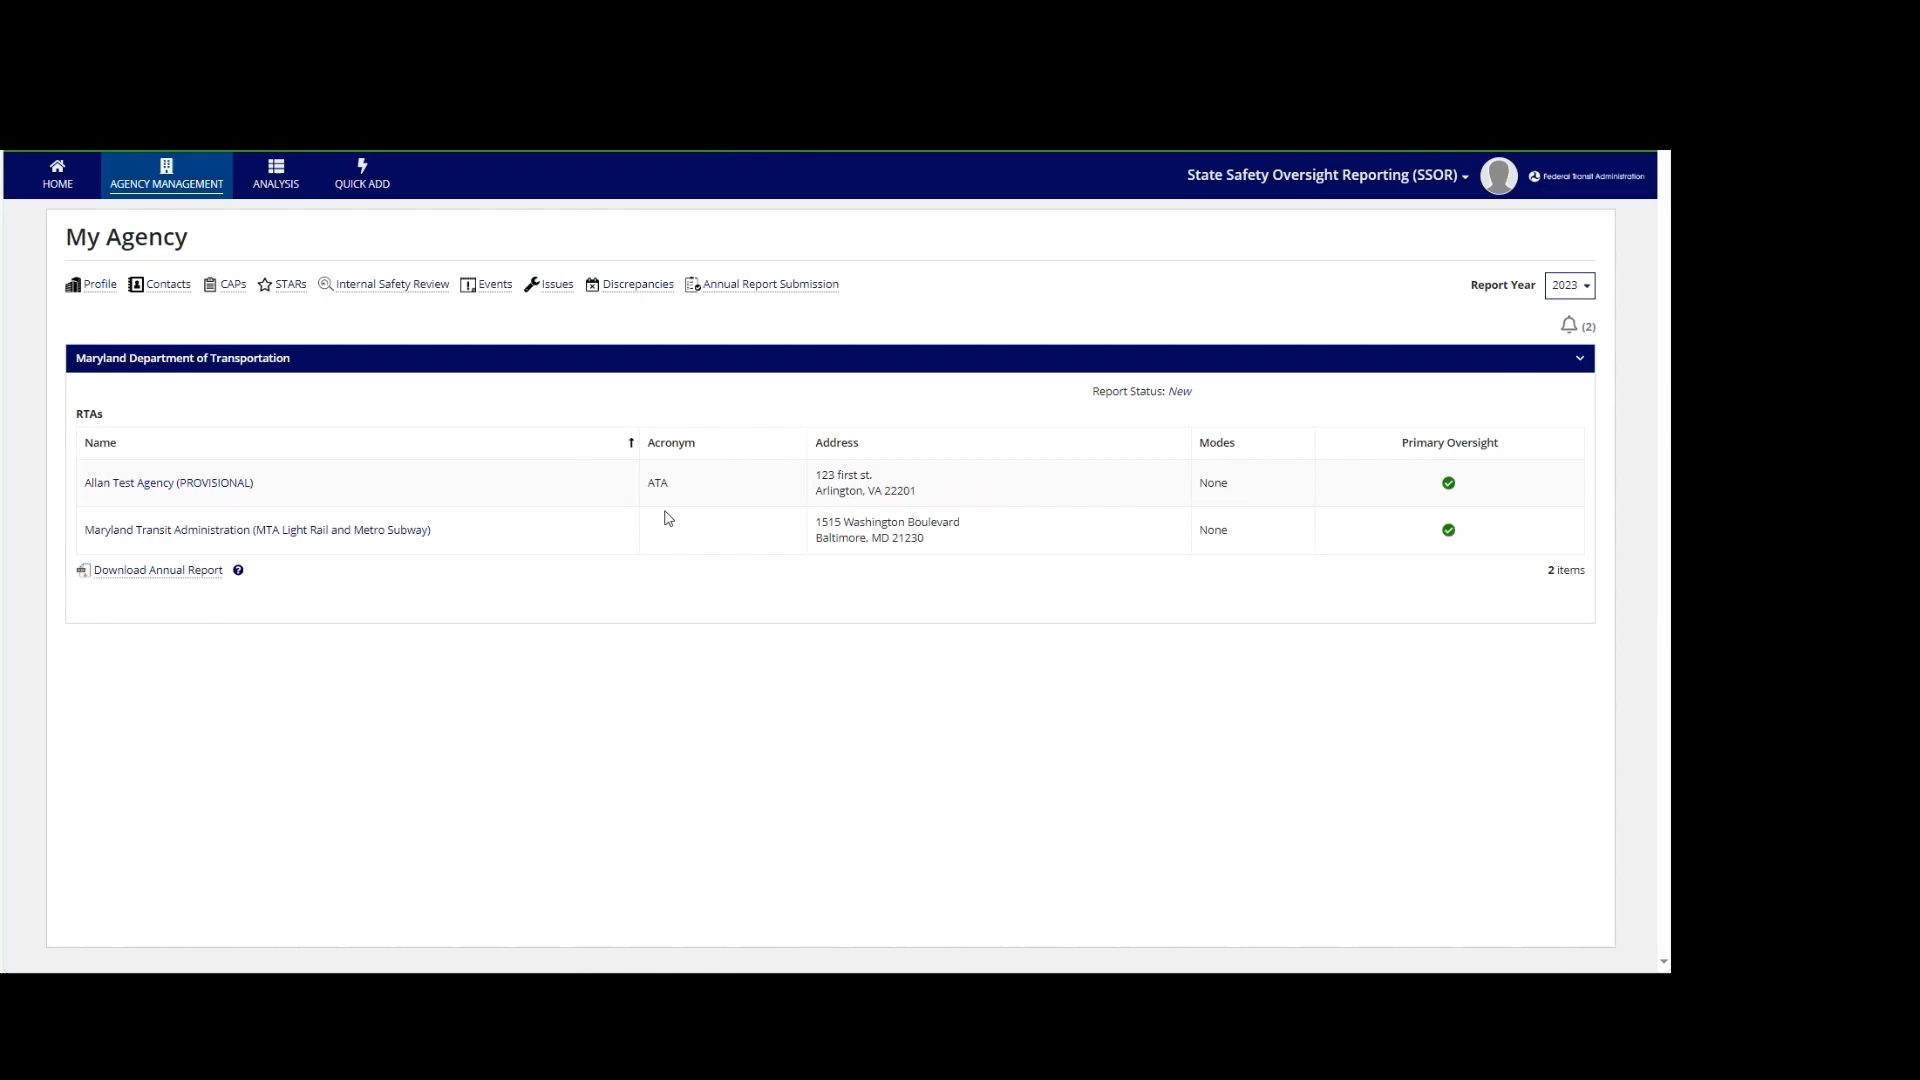 HOME
AGENCY MANAGEMENT
ANALYSIS
QUICK ADD
State Safety Oversight Reporting (SSOR)
Federal Transit Administration
My Agency
Profile Contacts CAPs STARs Internal Safety Review Events Issues Discrepancies Annual Report Submission
Report Year 2023
(2)
Maryland Department of Transportation
Report Status: New
RTAs
Name Acronym Address Modes Primary Oversight
Allan Test Agency (PROVISIONAL) ATA 123 first st. None
Arlington, VA 22201
Maryland Transit Administration (MTA Light Rail and Metro Subway) 1515 Washington Boulevard None
Baltimore, MD 21230
Download Annual Report ?
2 items